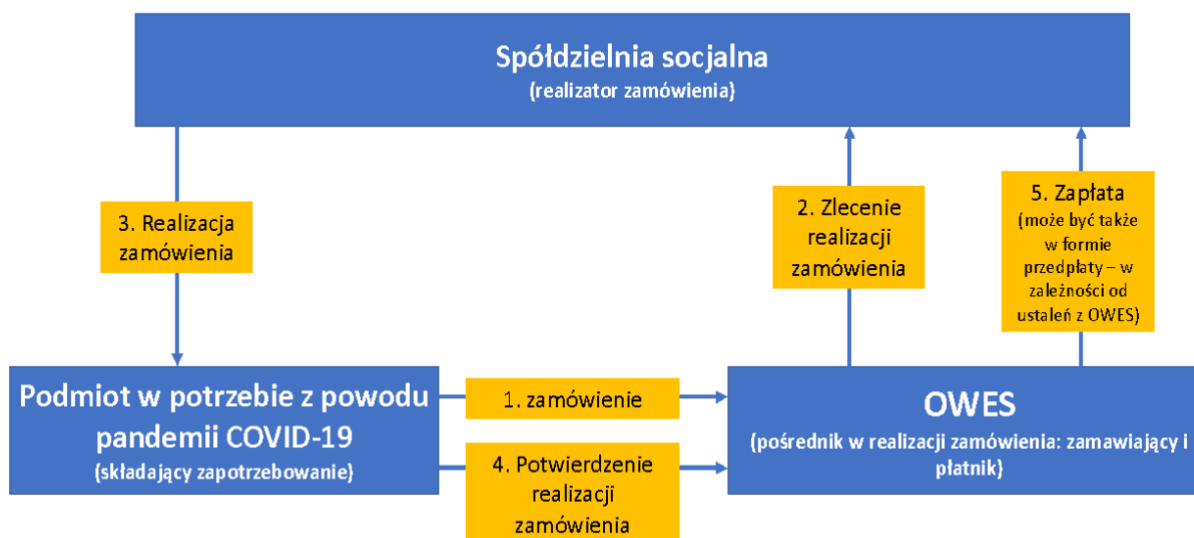 Spółdzielnia socjalna
(realizator zamówienia)
3. Realizacja
zamówienia
2. Zlecenie
realizacji
zamówienia
5. Zapłata
(może być także
w formie
przedpłaty – w
zależności od
ustaleń z OWES)
Podmiot w potrzebie z powodu
pandemii COVID-19
(składający zapotrzebowanie)
1. zamówienie
4. Potwierdzenie
realizacji
zamówienia
OWES
(pośrednik w realizacji zamówienia: zamawiający i
płatnik)